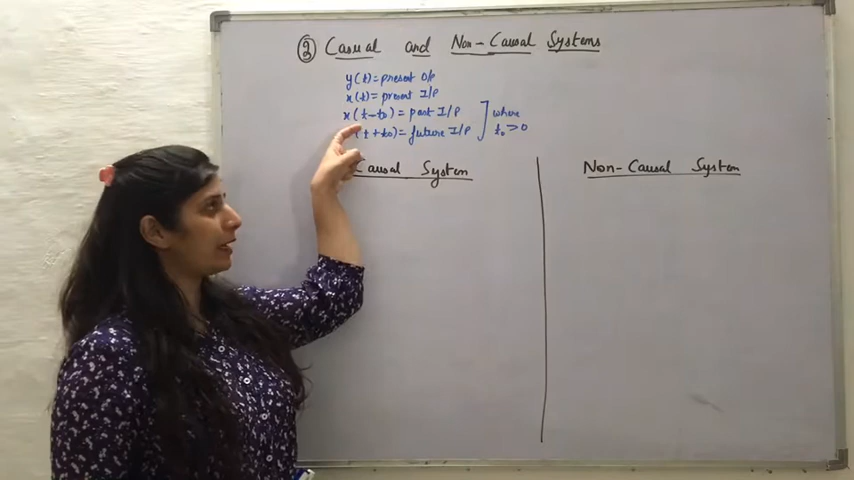 ② Casual and Non-Causal Systems
y(t)=present O/P
x(t)=present I/P
x(t-t₀)=past I/P
(t+t₀)=future I/P
where
t₀>0
Causal System
Non-Causal System